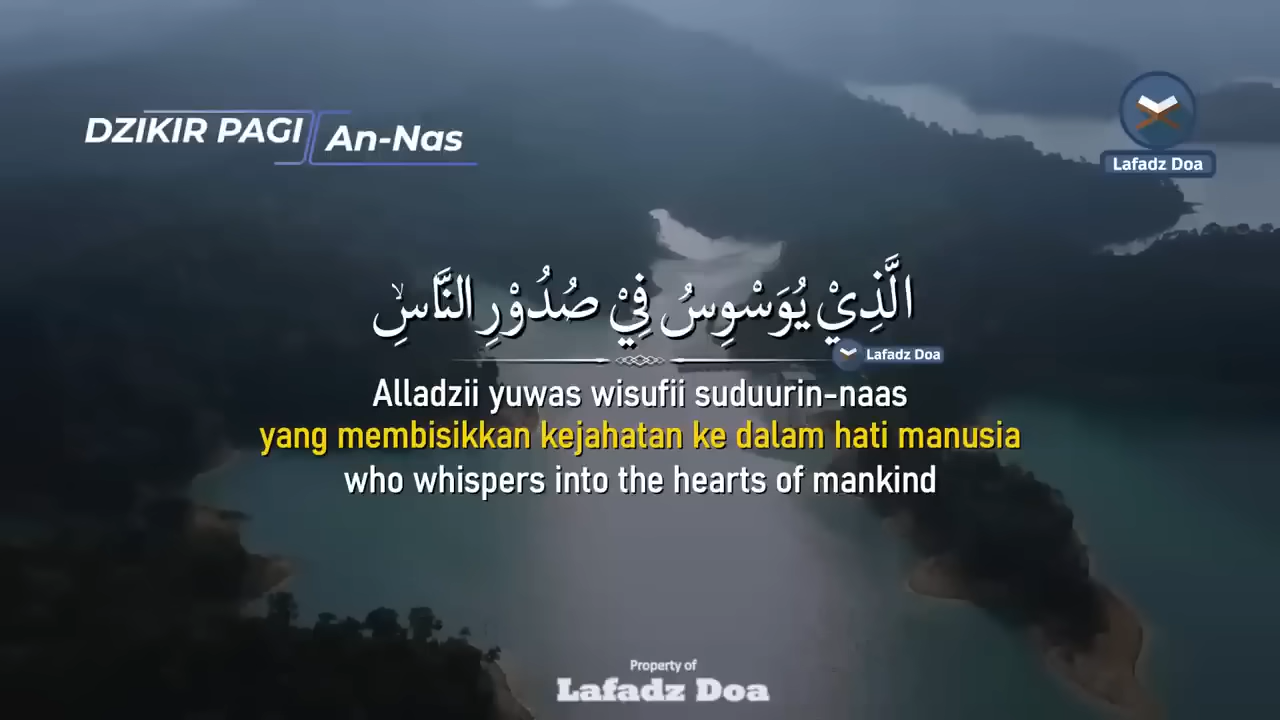 DZIKIR PAGI
An-Nas
Lafadz Doa
الَّذِيْ يُوَسْوِسُ فِيْ صُدُوْرِ النَّاسِۙ
Lafadz Doa
Alladzii yuwas wisufii suduurin-naas
yang membisikkan kejahatan ke dalam hati manusia
who whispers into the hearts of mankind
Property of
Lafadz Doa